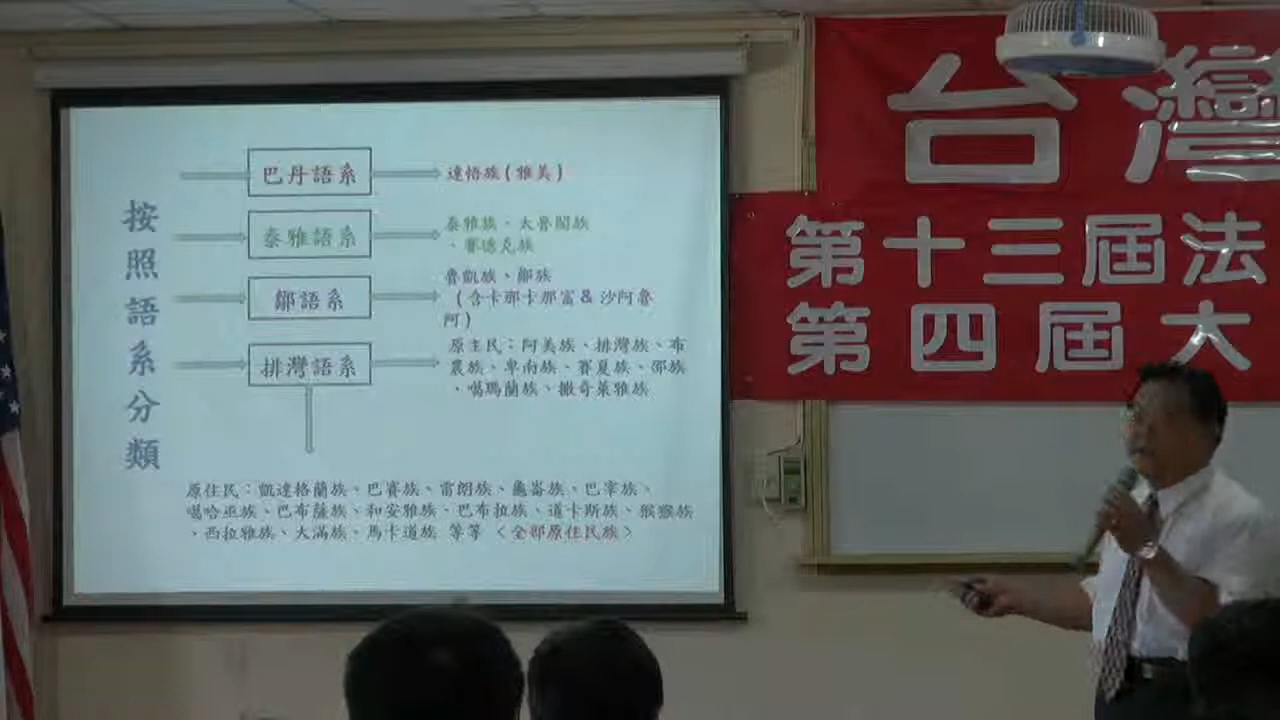 按照語系分類
巴丹語系
達悟族(雅美)
泰雅語系
泰雅族、太魯閣族
、賽德克族
鄒語系
魯凱族、鄒族
(含卡那卡那富&沙阿魯
阿)
排灣語系
原主民:阿美族、排灣族、布
農族、卑南族、賽夏族、邵族
、噶瑪蘭族、撒奇萊雅族
原住民:凱達格蘭族、巴賽族、雷朗族、龜崙族、巴宰族、
噶哈巫族、巴布薩族、和安雅族、巴布拉族、道卡斯族、猴猴族
、西拉雅族、大滿族、馬卡道族 等等 <全部原住民族>
台灣
第十三屆法
第四屆大